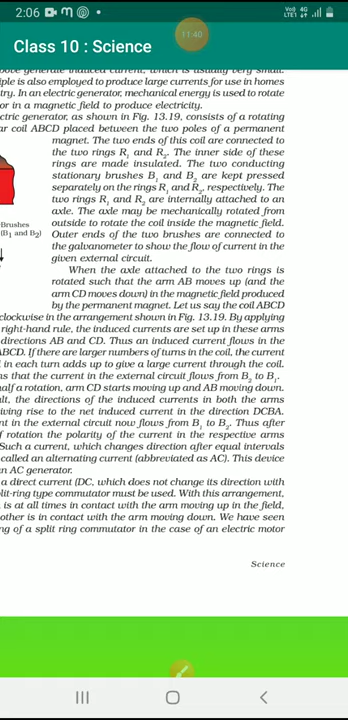 2:06
Vo)) 4G LTE1
11:40
Class 10 : Science
above generate induced current, which is usually very small.
iple is also employed to produce large currents for use in homes
try. In an electric generator, mechanical energy is used to rotate
or in a magnetic field to produce electricity.
ctric generator, as shown in Fig. 13.19, consists of a rotating
ar coil ABCD placed between the two poles of a permanent
magnet. The two ends of this coil are connected to
the two rings R1 and R2. The inner side of these
rings are made insulated. The two conducting
stationary brushes B1 and B2 are kept pressed
separately on the rings R1 and R2, respectively. The
two rings R1 and R2 are internally attached to an
axle. The axle may be mechanically rotated from
outside to rotate the coil inside the magnetic field.
Outer ends of the two brushes are connected to
the galvanometer to show the flow of current in the
given external circuit.
Brushes
(B1 and B2)
When the axle attached to the two rings is
rotated such that the arm AB moves up (and the
arm CD moves down) in the magnetic field produced
by the permanent magnet. Let us say the coil ABCD
clockwise in the arrangement shown in Fig. 13.19. By applying
right-hand rule, the induced currents are set up in these arms
directions AB and CD. Thus an induced current flows in the
ABCD. If there are larger numbers of turns in the coil, the current
l in each turn adds up to give a large current through the coil.
ns that the current in the external circuit flows from B2 to B1.
half a rotation, arm CD starts moving up and AB moving down.
lt, the directions of the induced currents in both the arms
iving rise to the net induced current in the direction DCBA.
nt in the external circuit now flows from B1 to B2. Thus after
f rotation the polarity of the current in the respective arms
Such a current, which changes direction after equal intervals
called an alternating current (abbreviated as AC). This device
an AC generator.
a direct current (DC, which does not change its direction with
plit-ring type commutator must be used. With this arrangement,
is at all times in contact with the arm moving up in the field,
other is in contact with the arm moving down. We have seen
ng of a split ring commutator in the case of an electric motor
Science